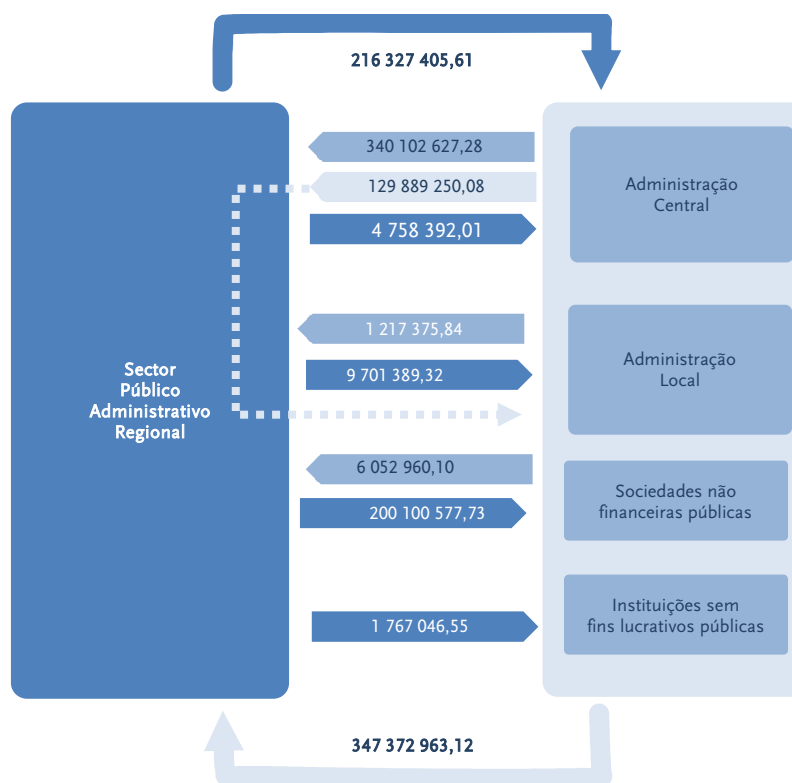 216 327 405,61
340 102 627,28
129 889 250,08
4 758 392,01
Administração
Central
1 217 375,84
9 701 389,32
Administração
Local
Sector
Público
Administrativo
Regional
6 052 960,10
200 100 577,73
Sociedades não
financeiras públicas
1 767 046,55
Instituições sem
fins lucrativos públicas
347 372 963,12